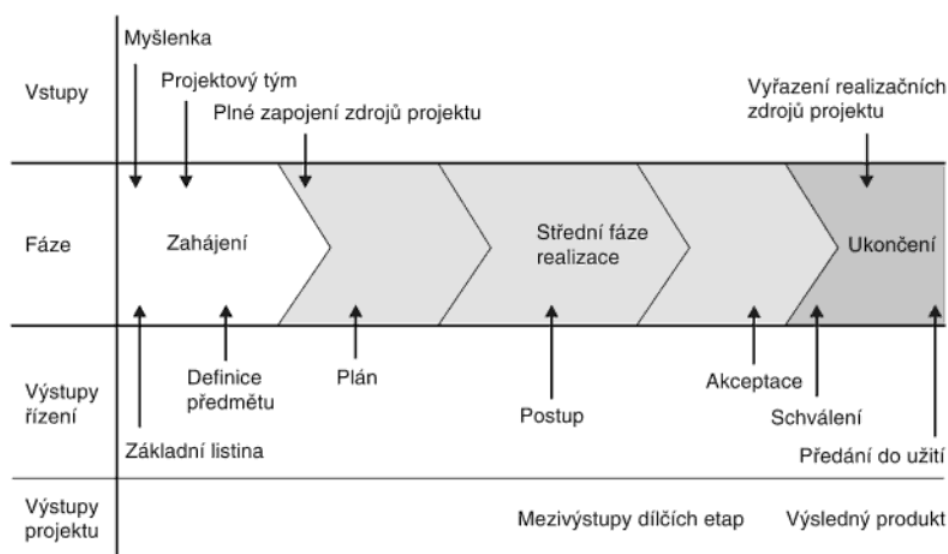 Myšlenka
Projektový tým
Plné zapojení zdrojů projektu
Vyřazení realizačních
zdrojů projektu
Vstupy
Fáze
Zahájení
Střední fáze
realizace
Ukončení
Výstupy
řízení
Definice
předmětu
Plán
Postup
Akceptace
Schválení
Základní listina
Předání do užití
Výstupy
projektu
Mezivýstupy dílčích etap
Výsledný produkt